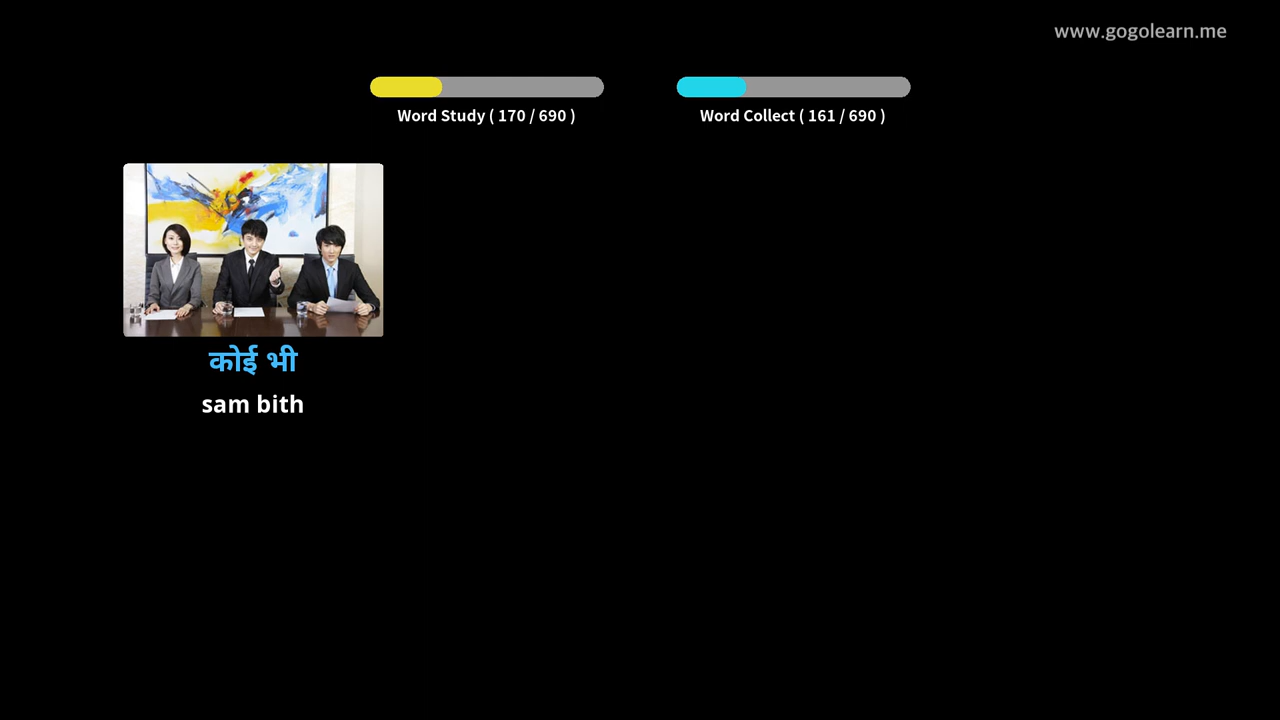 www.gogolearn.me
Word Study ( 170 / 690 )
Word Collect ( 161 / 690 )
कोई भी
sam bith